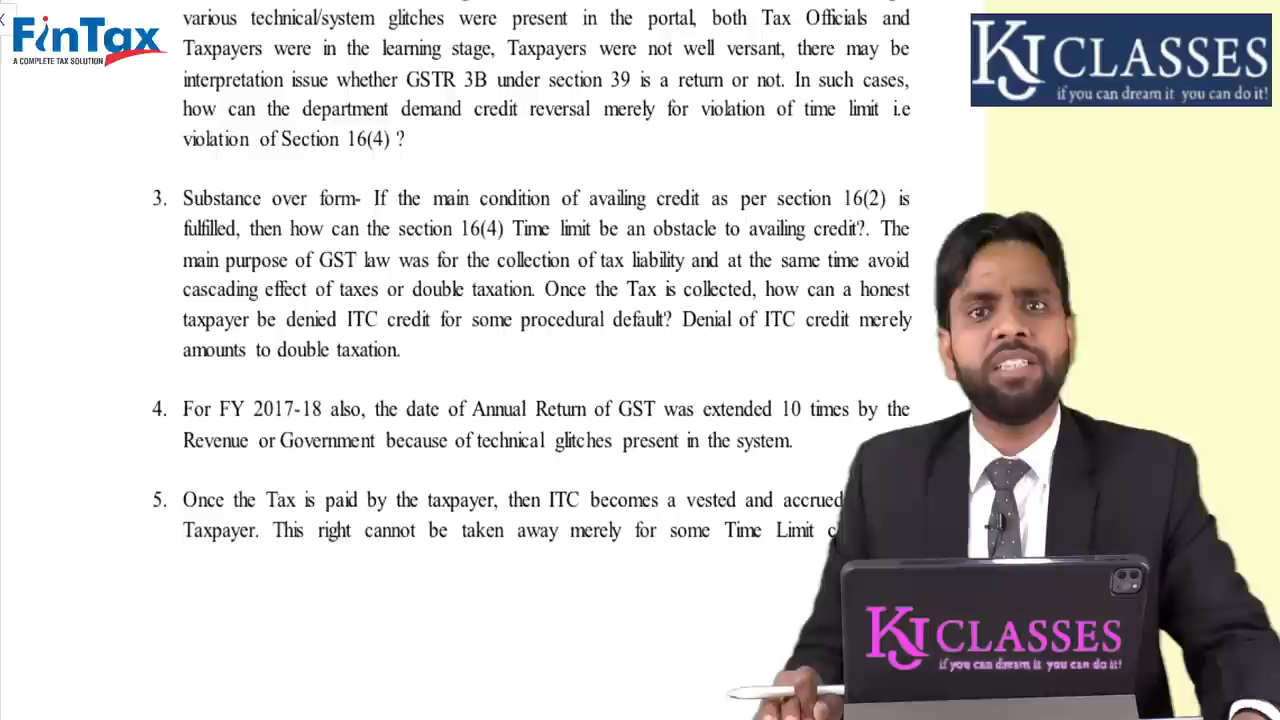 FinTax
A COMPLETE TAX SOLUTION
KJ CLASSES
if you can dream it you can do it!
various technical/system glitches were present in the portal, both Tax Officials and
Taxpayers were in the learning stage, Taxpayers were not well versant, there may be
interpretation issue whether GSTR 3B under section 39 is a return or not. In such cases,
how can the department demand credit reversal merely for violation of time limit i.e
violation of Section 16(4) ?
3. Substance over form- If the main condition of availing credit as per section 16(2) is
fulfilled, then how can the section 16(4) Time limit be an obstacle to availing credit?. The
main purpose of GST law was for the collection of tax liability and at the same time avoid
cascading effect of taxes or double taxation. Once the Tax is collected, how can a honest
taxpayer be denied ITC credit for some procedural default? Denial of ITC credit merely
amounts to double taxation.
4. For FY 2017-18 also, the date of Annual Return of GST was extended 10 times by the
Revenue or Government because of technical glitches present in the system.
5. Once the Tax is paid by the taxpayer, then ITC becomes a vested and accrued
Taxpayer. This right cannot be taken away merely for some Time Limit
KJ CLASSES
if you can dream it you can do it!